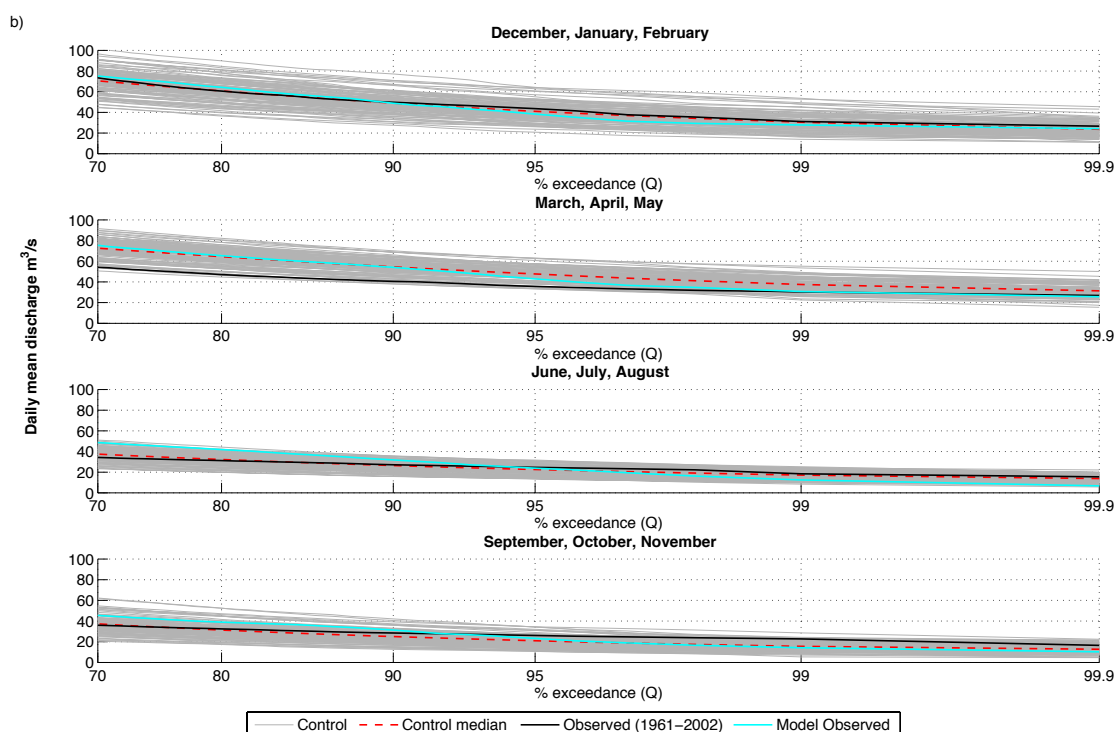 b)
December, January, February
100
80
60
40
20
0
70 80 90 95 99 99.9
% exceedance (Q)
March, April, May
100
80
60
40
20
0
70 80 90 95 99 99.9
% exceedance (Q)
Daily mean discharge m³/s
June, July, August
100
80
60
40
20
0
70 80 90 95 99 99.9
% exceedance (Q)
September, October, November
100
80
60
40
20
0
70 80 90 95 99 99.9
% exceedance (Q)
Control Control median Observed (1961−2002) Model Observed